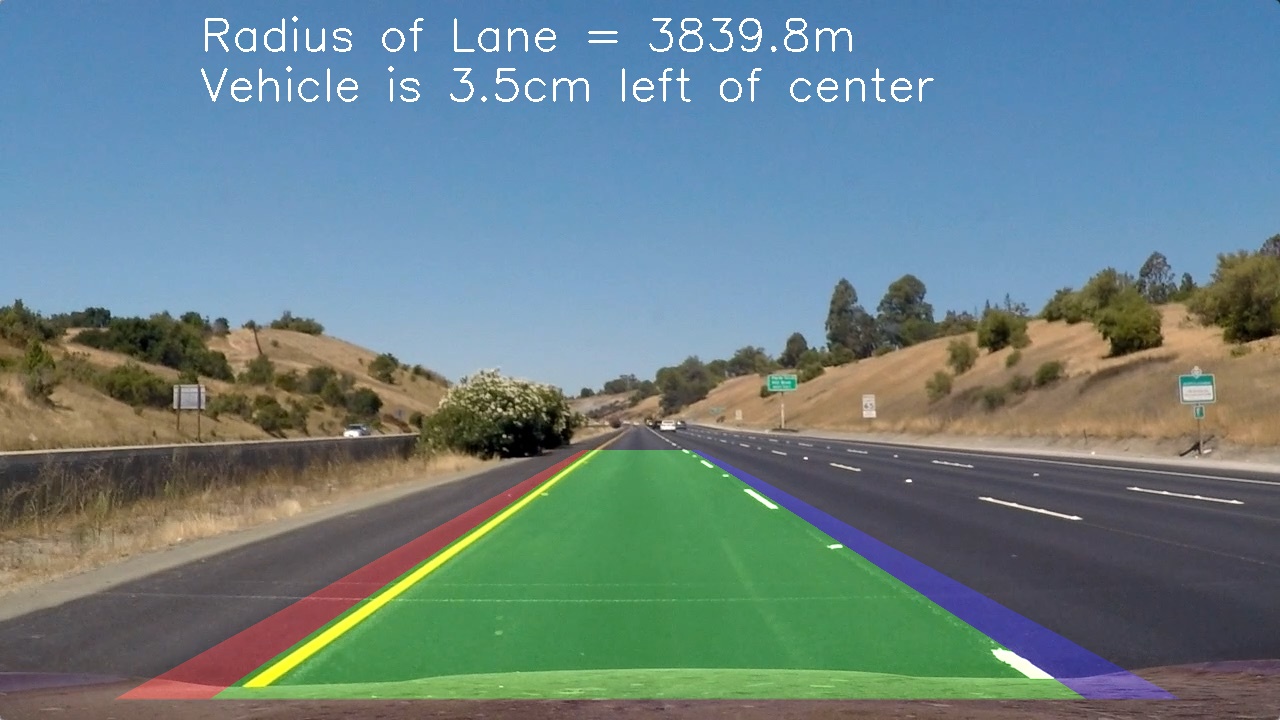 Radius of Lane = 3839.8m
Vehicle is 3.5cm left of center